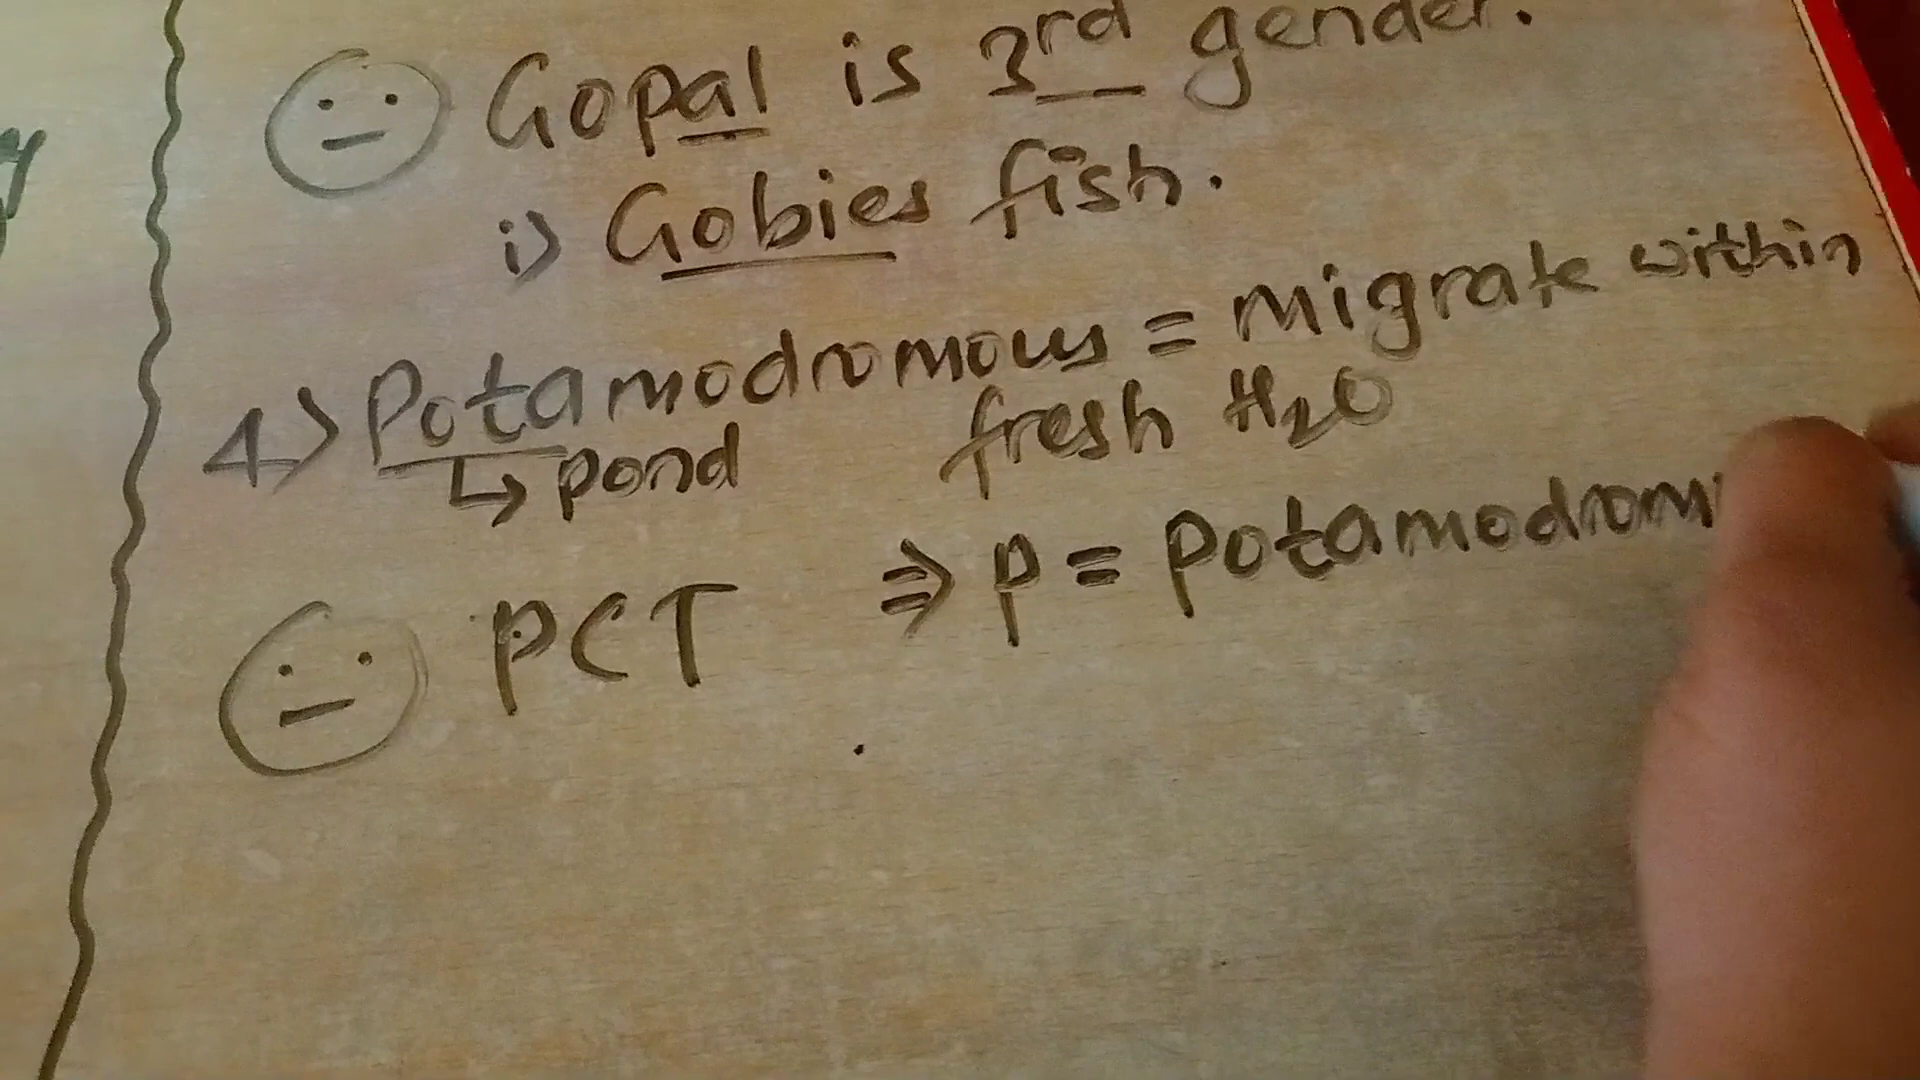 Gopal is 3rd gender.
i) Gobies fish.
4) Potamodromous = Migrate within
fresh H2O
↳ pond
PCT ⇒ P = Potamodrom